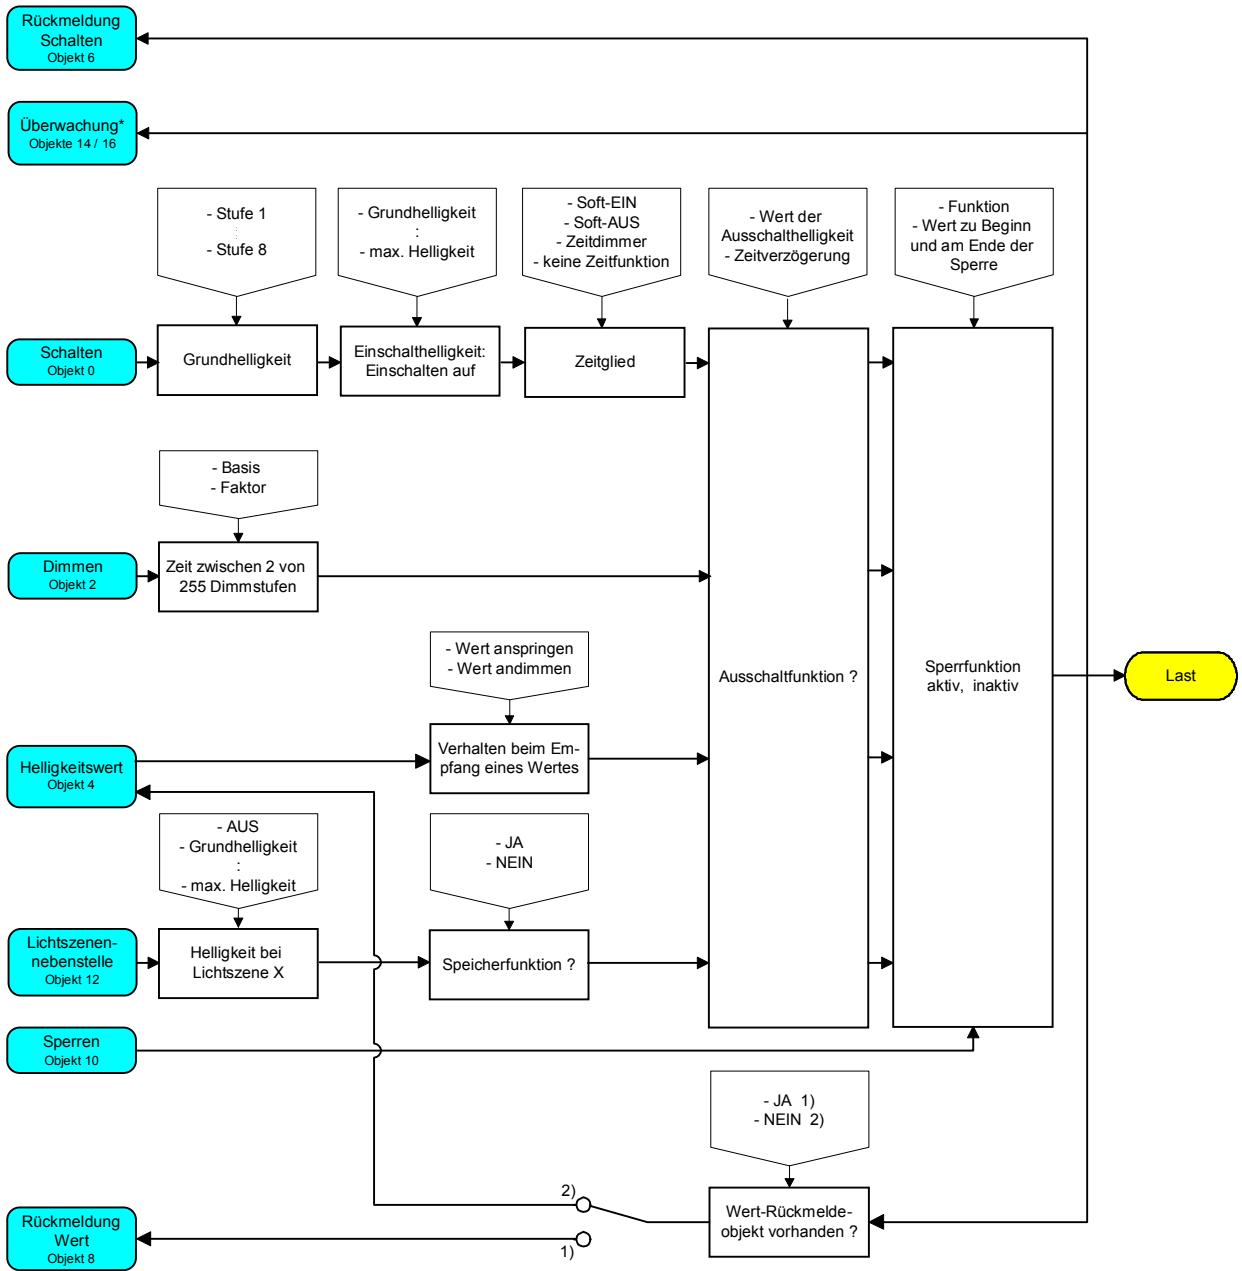 Rückmeldung
Schalten
Objekt 6
Überwachung*
Objekte 14 / 16
- Stufe 1
:
- Stufe 8
- Grundhelligkeit
:
- max. Helligkeit
- Soft-EIN
- Soft-AUS
- Zeitdimmer
- keine Zeitfunktion
- Wert der
Ausschalthelligkeit
- Zeitverzögerung
- Funktion
- Wert zu Beginn
und am Ende der
Sperre
Schalten
Objekt 0
Grundhelligkeit
Einschalthelligkeit:
Einschalten auf
Zeitglied
- Basis
- Faktor
Dimmen
Objekt 2
Zeit zwischen 2 von
255 Dimmstufen
- Wert anspringen
- Wert andimmen
Ausschaltfunktion ?
Sperrfunktion
aktiv, inaktiv
Last
Helligkeitswert
Objekt 4
Verhalten beim Em-
pfang eines Wertes
- AUS
- Grundhelligkeit
:
- max. Helligkeit
- JA
- NEIN
Lichtszenen-
nebenstelle
Objekt 12
Helligkeit bei
Lichtszene X
Speicherfunktion ?
Sperren
Objekt 10
- JA 1)
- NEIN 2)
2)
1)
Wert-Rückmelde-
objekt vorhanden ?
Rückmeldung
Wert
Objekt 8